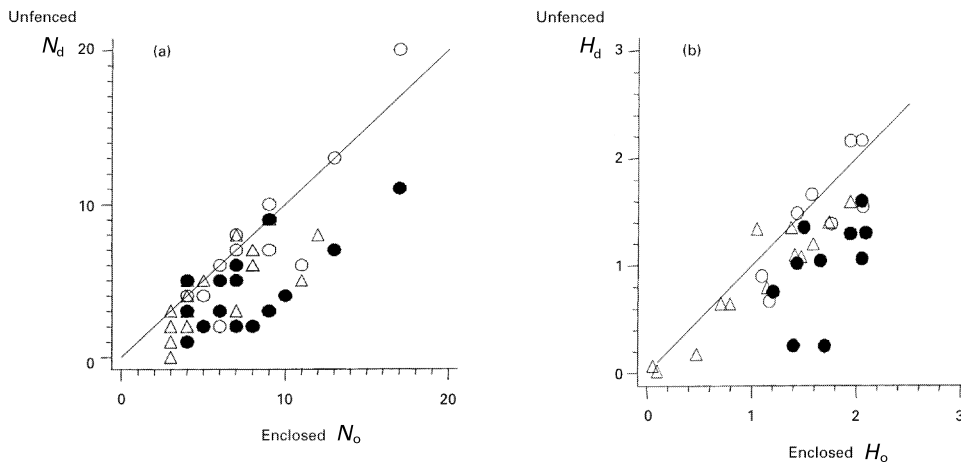 Unfenced
N_d
20
(a)
10
0
0 10 20
Enclosed N_o
Unfenced
H_d
3
(b)
2
1
0
0 1 2 3
Enclosed H_o